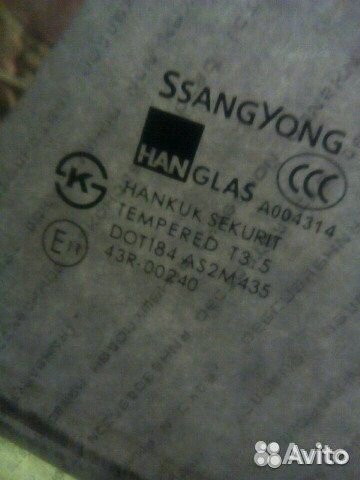 SSANGYONG
HANGLAS
A004314
CCC
K
HANKUK SEKURIT
TEMPERED T3.5
DOT184 AS2M435
43R-00240
Avito